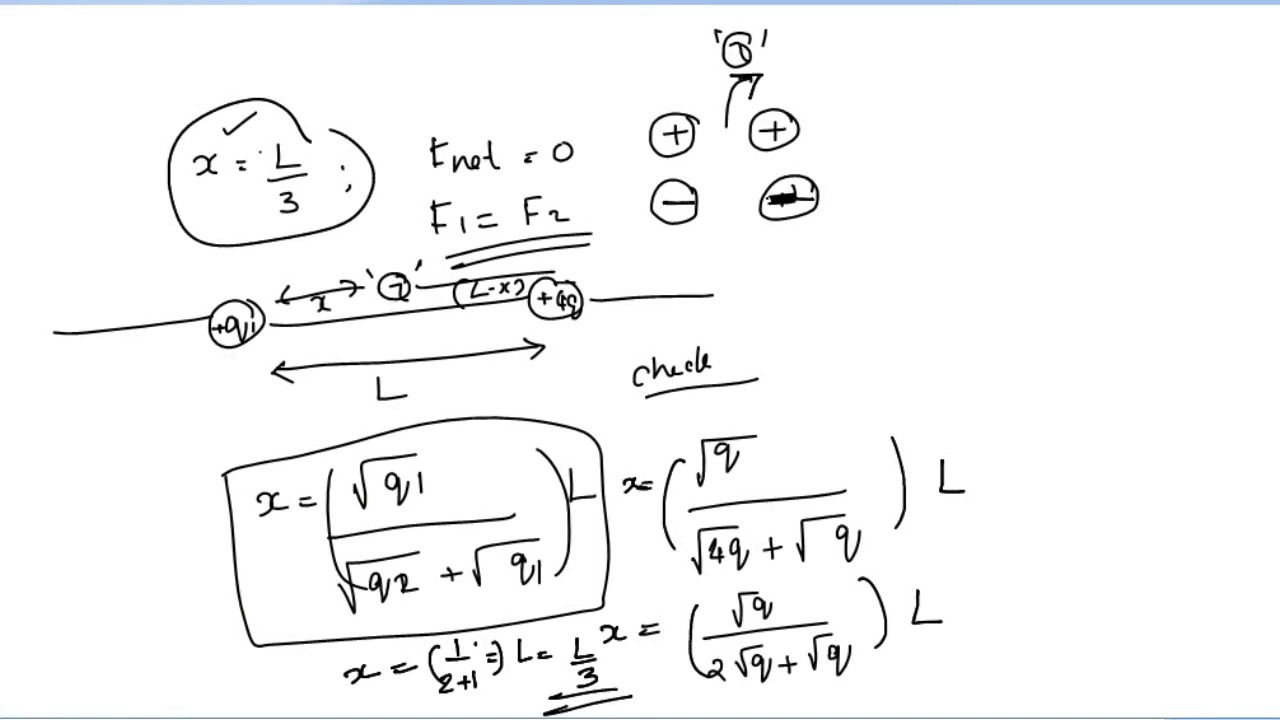 'Q'
x = L/3 ;
Fnet = 0
+ +
F1 = F2
- -
x 'Q' (L-x)
+q1 +4q
L
check
x = (√q1 / (√q2 + √q1)) L
x = (√q / (√4q + √q)) L
x = (√q / (2√q + √q)) L
x = (1 / (2+1)) L = L/3